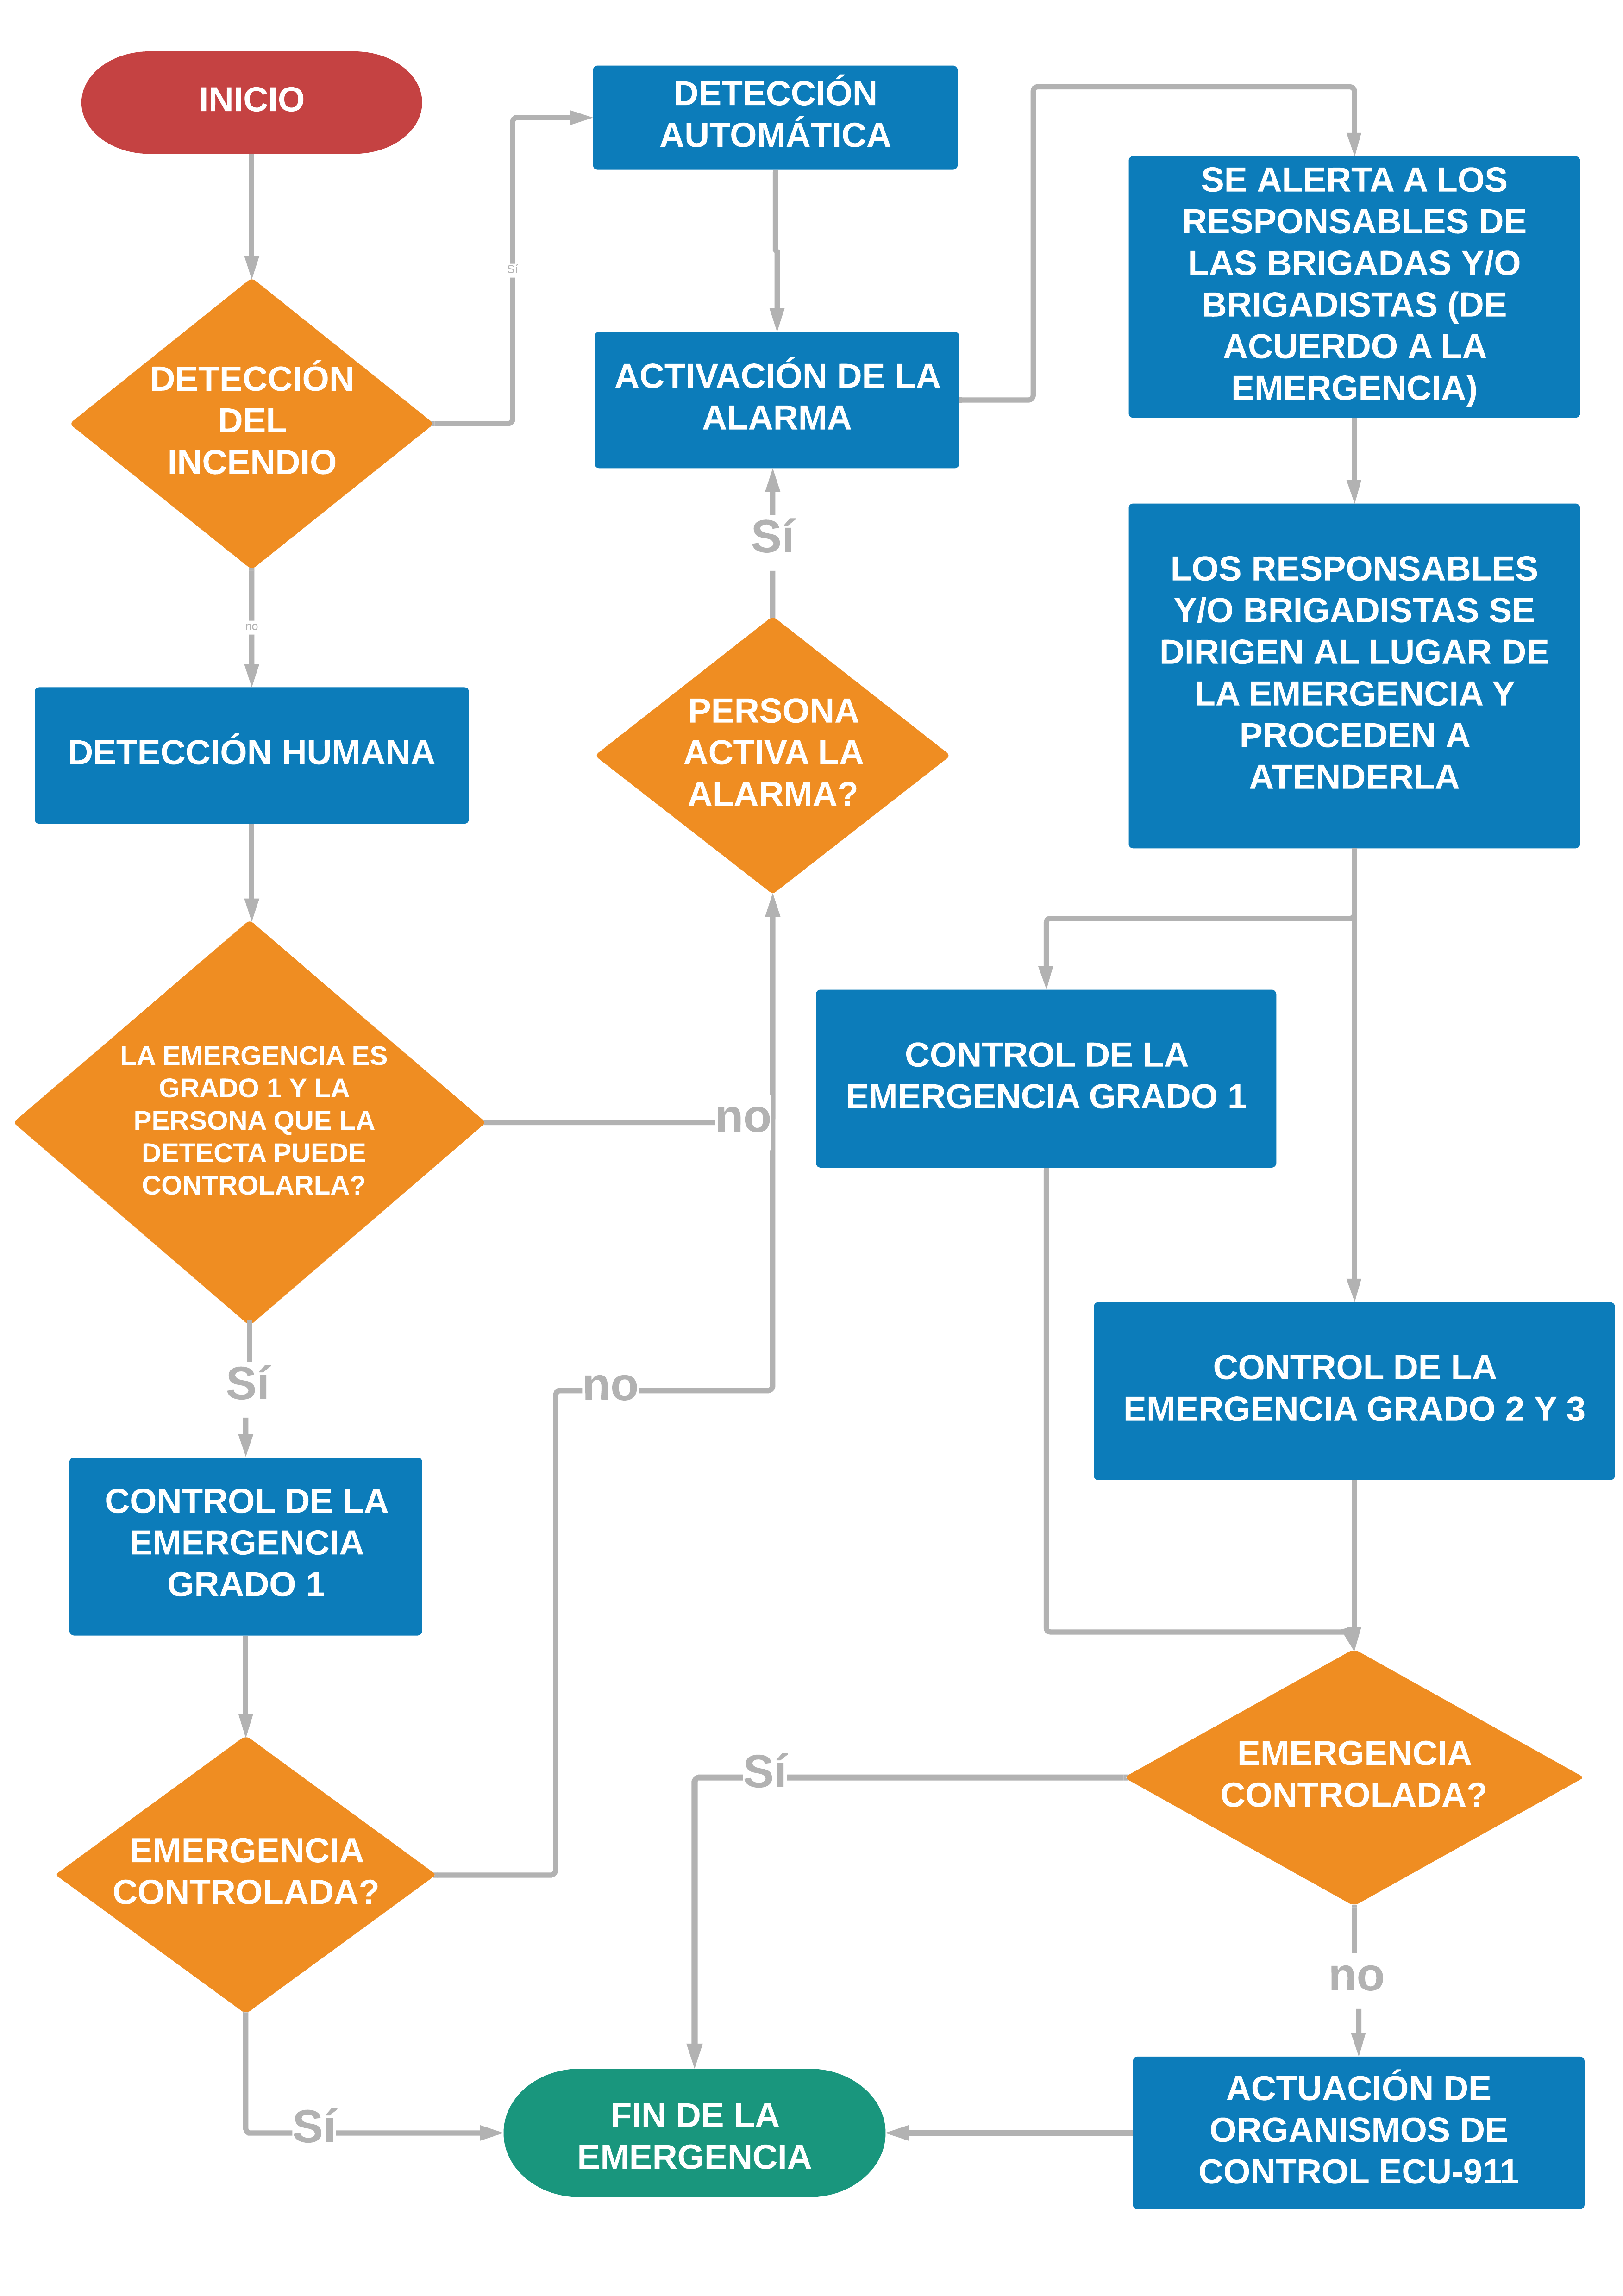 INICIO
DETECCIÓN
DEL
INCENDIO
no
DETECCIÓN HUMANA
LA EMERGENCIA ES
GRADO 1 Y LA
PERSONA QUE LA
DETECTA PUEDE
CONTROLARLA?
Sí
CONTROL DE LA
EMERGENCIA
GRADO 1
EMERGENCIA
CONTROLADA?
Sí
Sí
DETECCIÓN
AUTOMÁTICA
ACTIVACIÓN DE LA
ALARMA
Sí
PERSONA
ACTIVA LA
ALARMA?
no
no
SE ALERTA A LOS
RESPONSABLES DE
LAS BRIGADAS Y/O
BRIGADISTAS (DE
ACUERDO A LA
EMERGENCIA)
LOS RESPONSABLES
Y/O BRIGADISTAS SE
DIRIGEN AL LUGAR DE
LA EMERGENCIA Y
PROCEDEN A
ATENDERLA
CONTROL DE LA
EMERGENCIA GRADO 1
CONTROL DE LA
EMERGENCIA GRADO 2 Y 3
EMERGENCIA
CONTROLADA?
Sí
no
ACTUACIÓN DE
ORGANISMOS DE
CONTROL ECU-911
FIN DE LA
EMERGENCIA